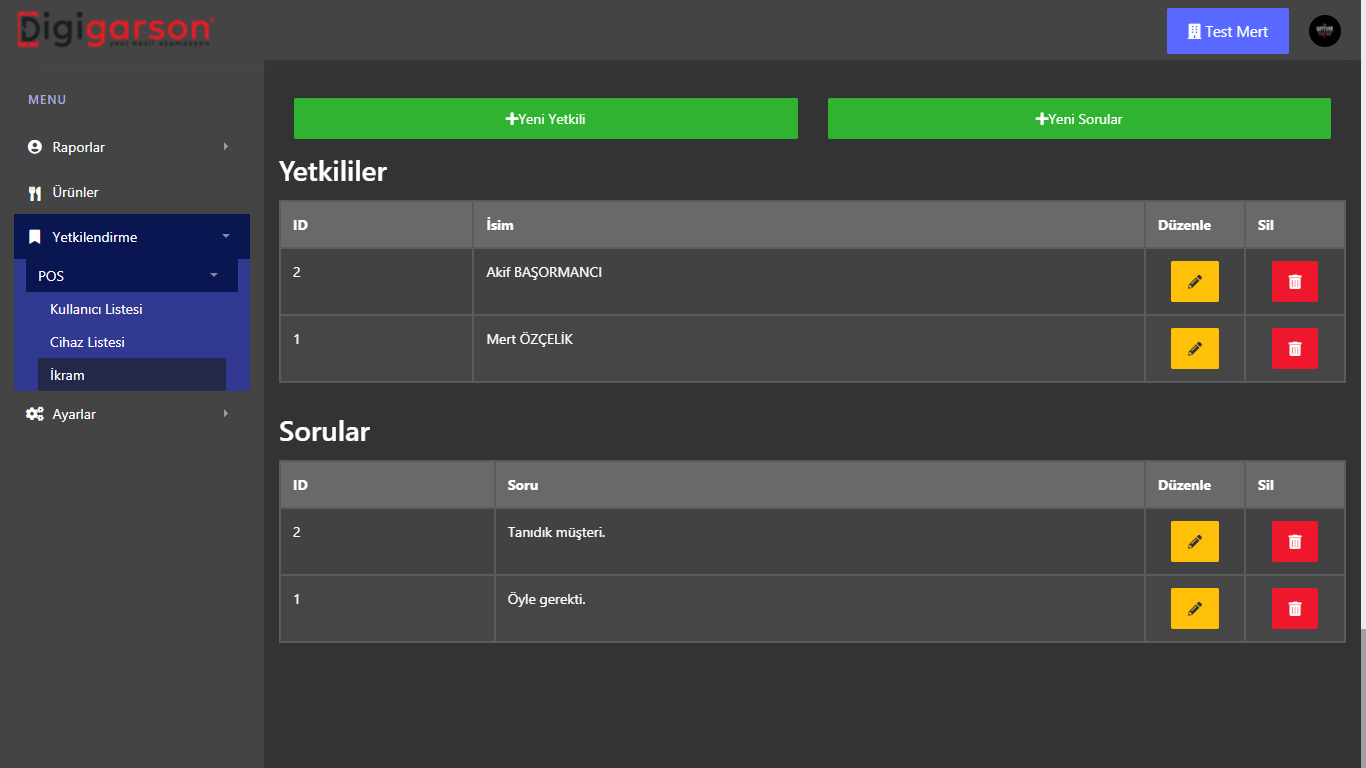 Digigarson
yeni nesil otomasyon
Test Mert
MENU
Raporlar
Ürünler
Yetkilendirme
POS
Kullanıcı Listesi
Cihaz Listesi
İkram
Ayarlar
Yeni Yetkili
Yeni Sorular
Yetkililer
ID İsim Düzenle Sil
2 Akif BAŞORMANCI
1 Mert ÖZÇELİK
Sorular
ID Soru Düzenle Sil
2 Tanıdık müşteri.
1 Öyle gerekti.